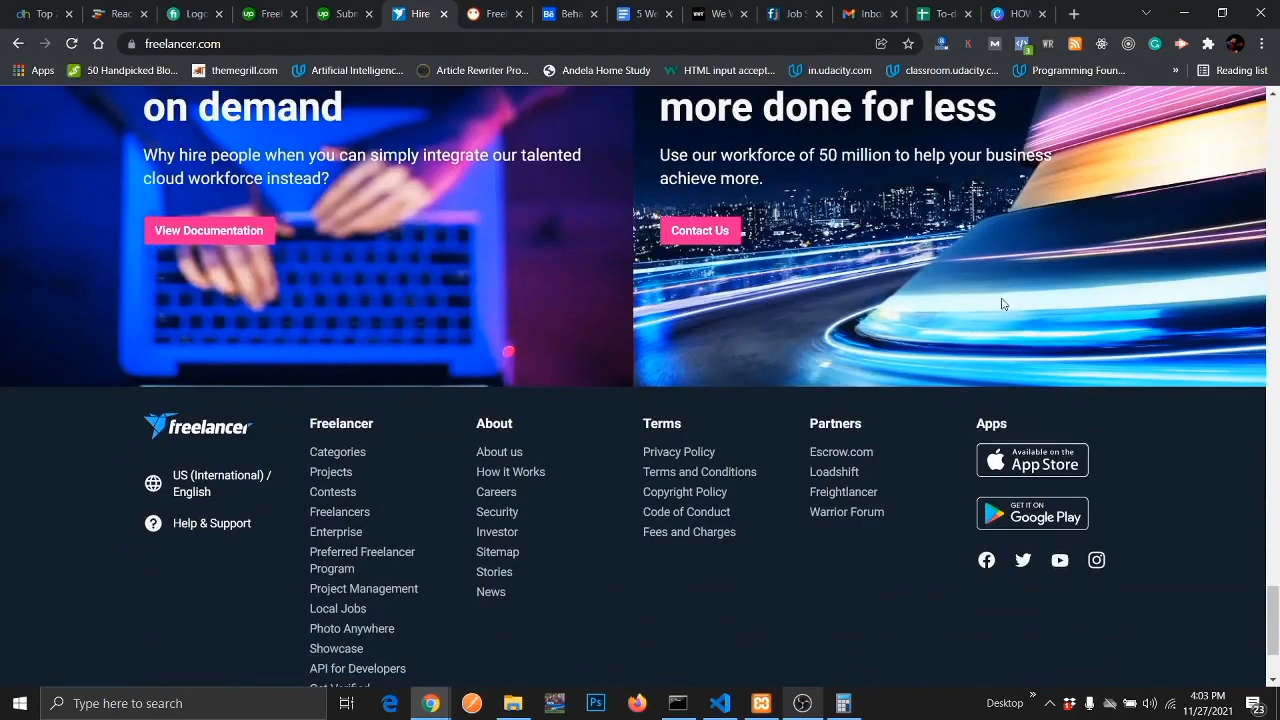 Top
Reac
Logo
Freel
Sub
Hire
Freel
Beha
5 We
We V
Job S
Inbo
To-d
HOW
freelancer.com
Apps
50 Handpicked Blo...
themegrill.com
Artificial Intelligenc...
Article Rewriter Pro...
Andela Home Study
HTML input accept...
in.udacity.com
classroom.udacity.c...
Programming Foun...
»
Reading list
on demand
Why hire people when you can simply integrate our talented
cloud workforce instead?
View Documentation
more done for less
Use our workforce of 50 million to help your business
achieve more.
Contact Us
freelancer
US (International) /
English
Help & Support
Freelancer
Categories
Projects
Contests
Freelancers
Enterprise
Preferred Freelancer
Program
Project Management
Local Jobs
Photo Anywhere
Showcase
API for Developers
About
About us
How it Works
Careers
Security
Investor
Sitemap
Stories
News
Terms
Privacy Policy
Terms and Conditions
Copyright Policy
Code of Conduct
Fees and Charges
Partners
Escrow.com
Loadshift
Freightlancer
Warrior Forum
Apps
Available on the
App Store
GET IT ON
Google Play
Type here to search
Desktop
4:03 PM
11/27/2021
23